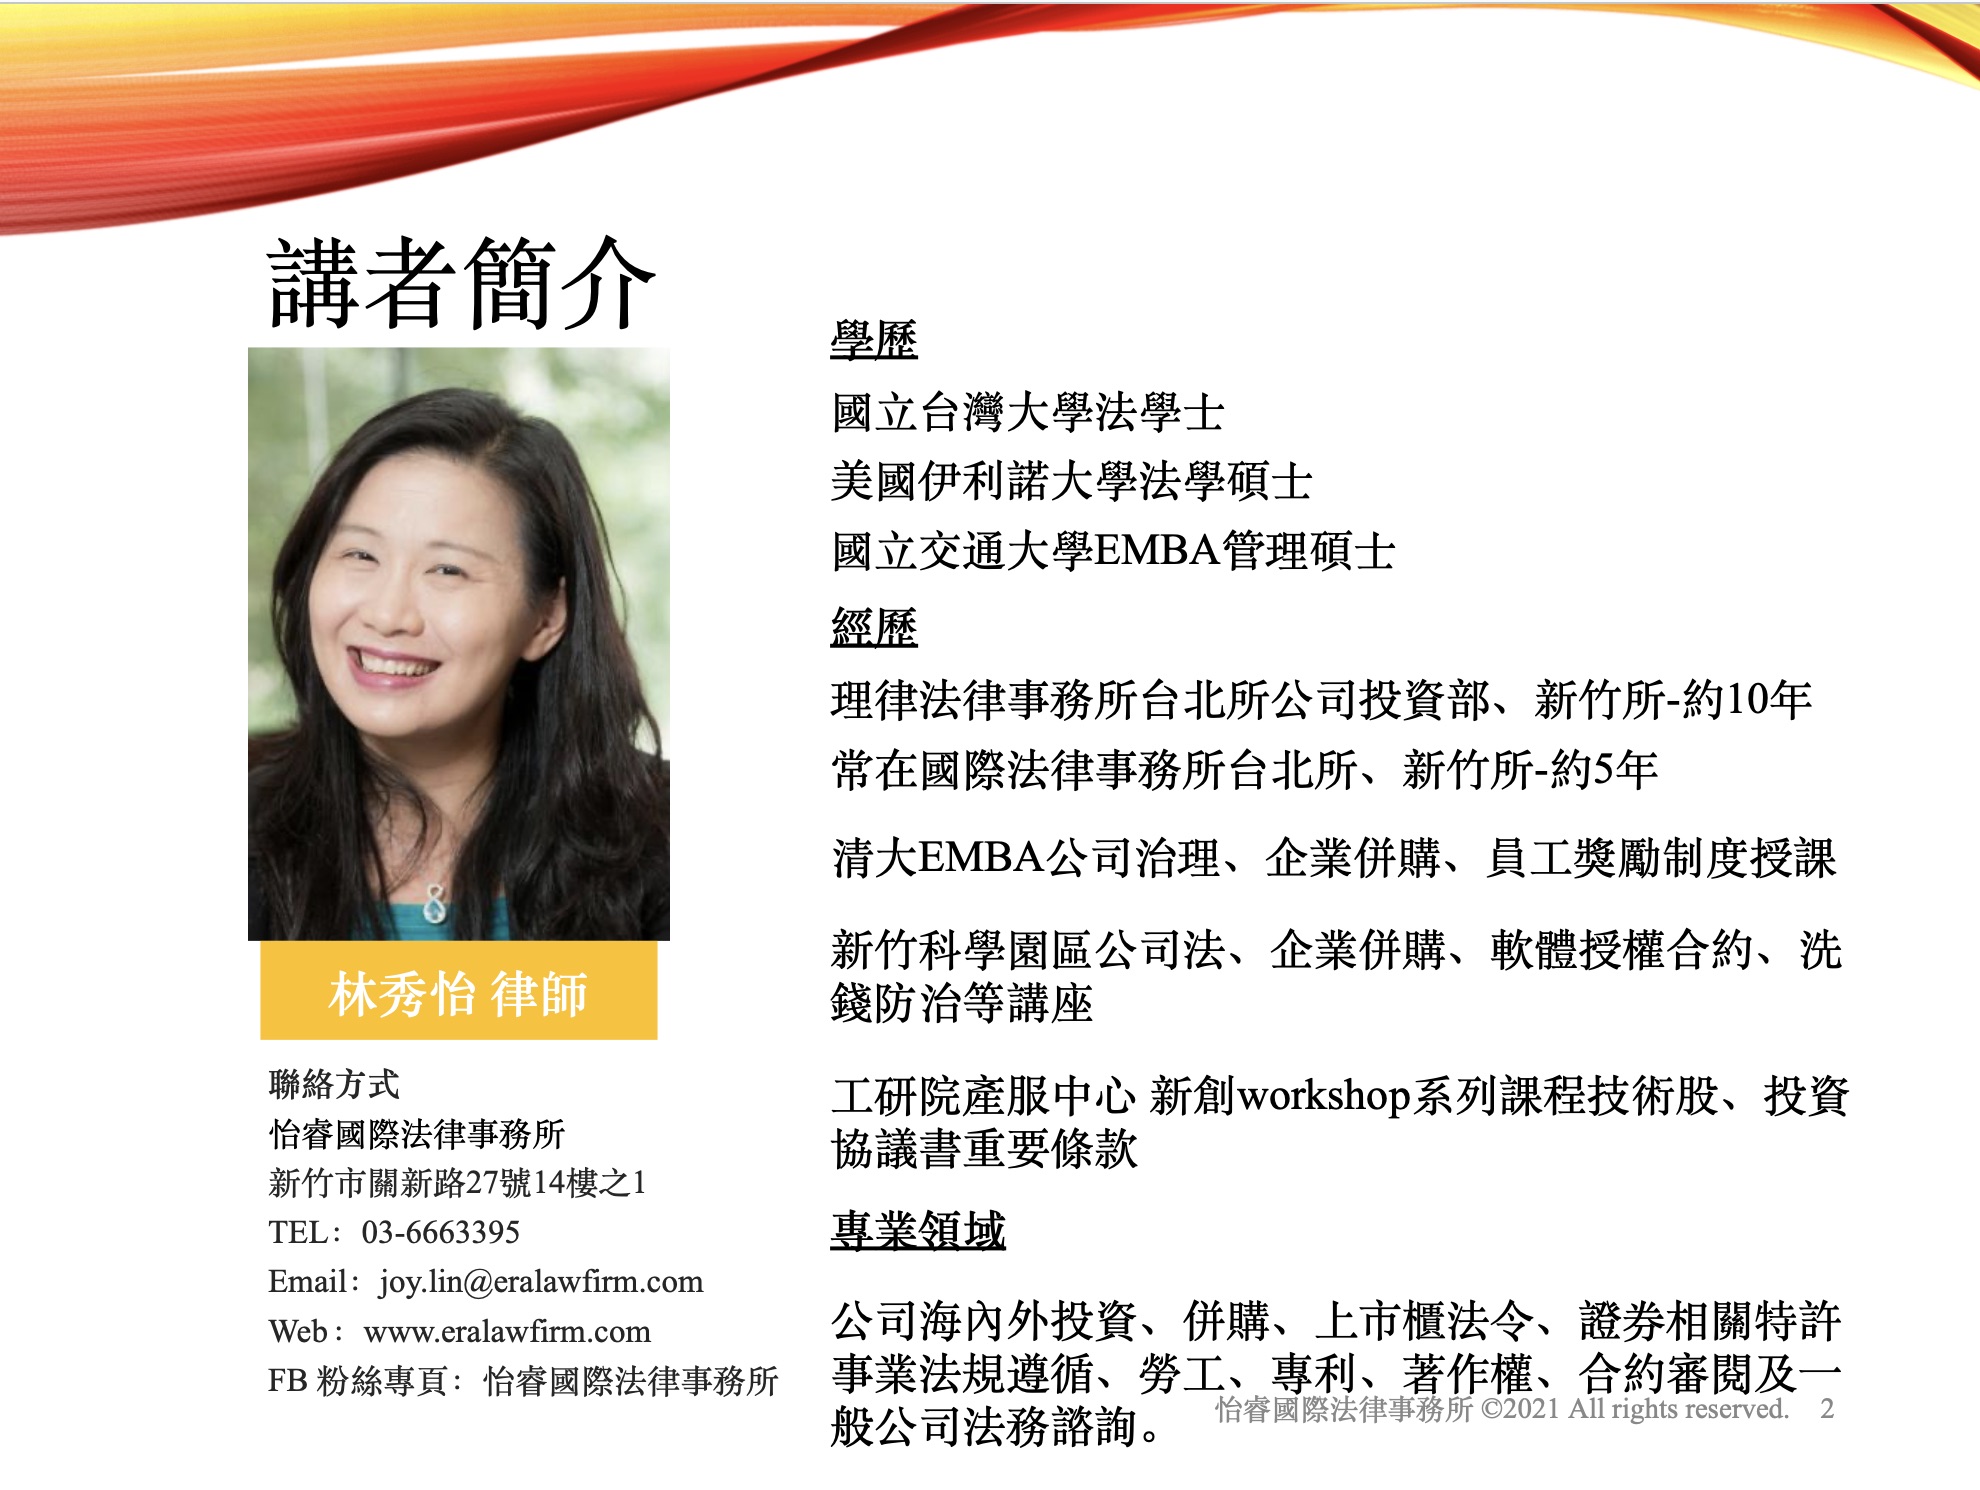 講者簡介
林秀怡 律師
聯絡方式
怡睿國際法律事務所
新竹市關新路27號14樓之1
TEL：03-6663395
Email：joy.lin@eralawfirm.com
Web：www.eralawfirm.com
FB 粉絲專頁：怡睿國際法律事務所
學歷
國立台灣大學法學士
美國伊利諾大學法學碩士
國立交通大學EMBA管理碩士
經歷
理律法律事務所台北所公司投資部、新竹所-約10年
常在國際法律事務所台北所、新竹所-約5年
清大EMBA公司治理、企業併購、員工獎勵制度授課
新竹科學園區公司法、企業併購、軟體授權合約、洗
錢防治等講座
工研院產服中心 新創workshop系列課程技術股、投資
協議書重要條款
專業領域
公司海內外投資、併購、上市櫃法令、證券相關特許
事業法規遵循、勞工、專利、著作權、合約審閱及一
般公司法務諮詢。
怡睿國際法律事務所 ©2021 All rights reserved. 2